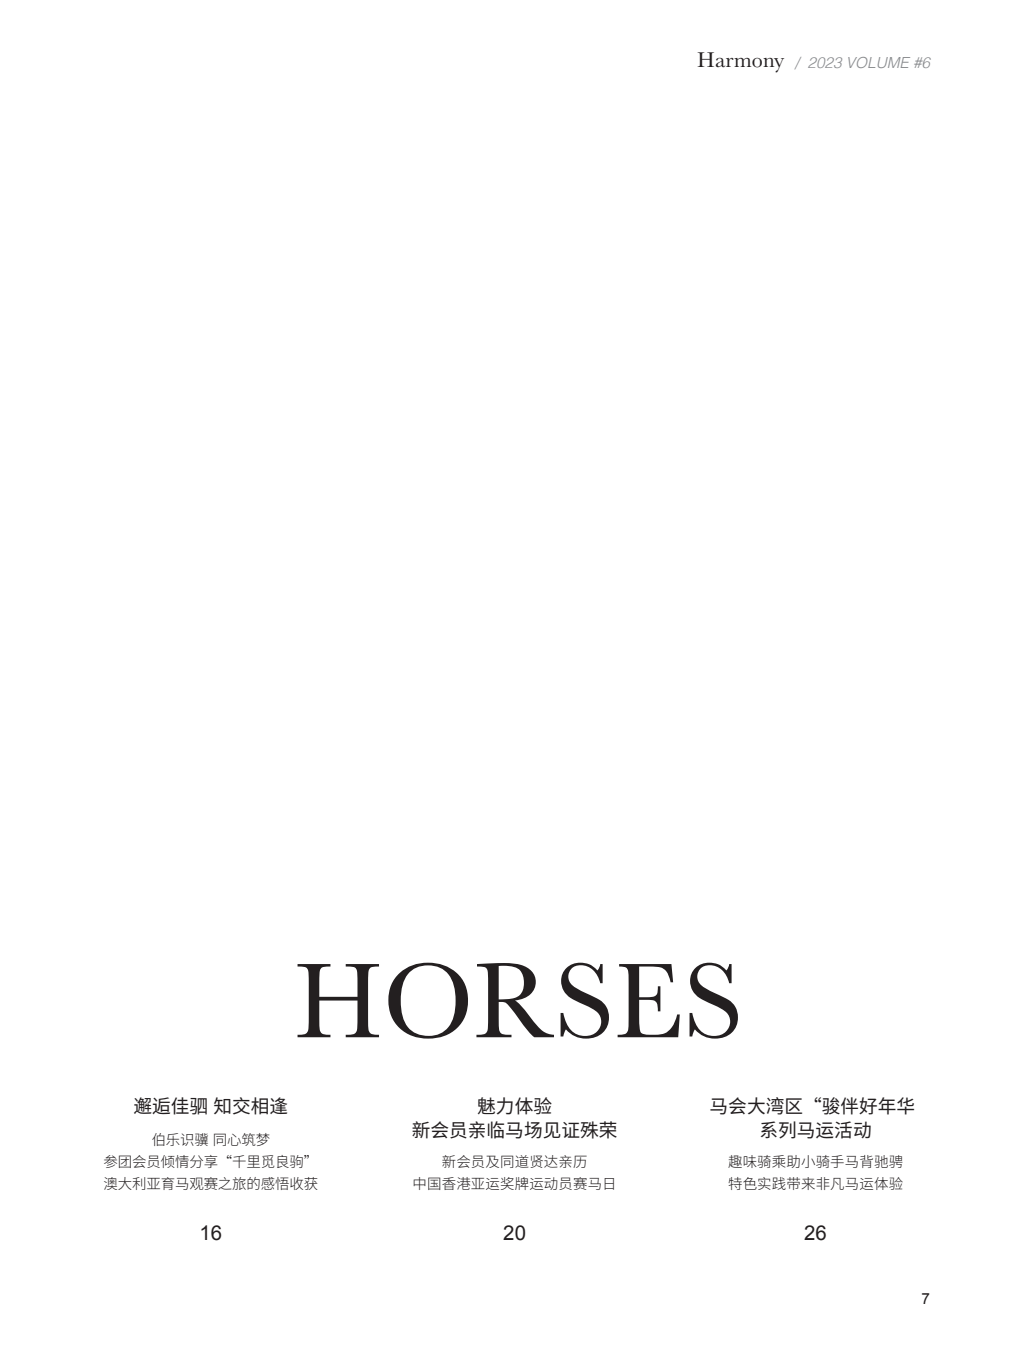 Harmony / 2023 VOLUME #6
HORSES
邂逅佳驷 知交相逢
伯乐识骥 同心筑梦
参团会员倾情分享“千里觅良驹”
澳大利亚育马观赛之旅的感悟收获
16
魅力体验
新会员亲临马场见证殊荣
新会员及同道贤达亲历
中国香港亚运奖牌运动员赛马日
20
马会大湾区“骏伴好年华
系列马运活动
趣味骑乘助小骑手马背驰骋
特色实践带来非凡马运体验
26
7